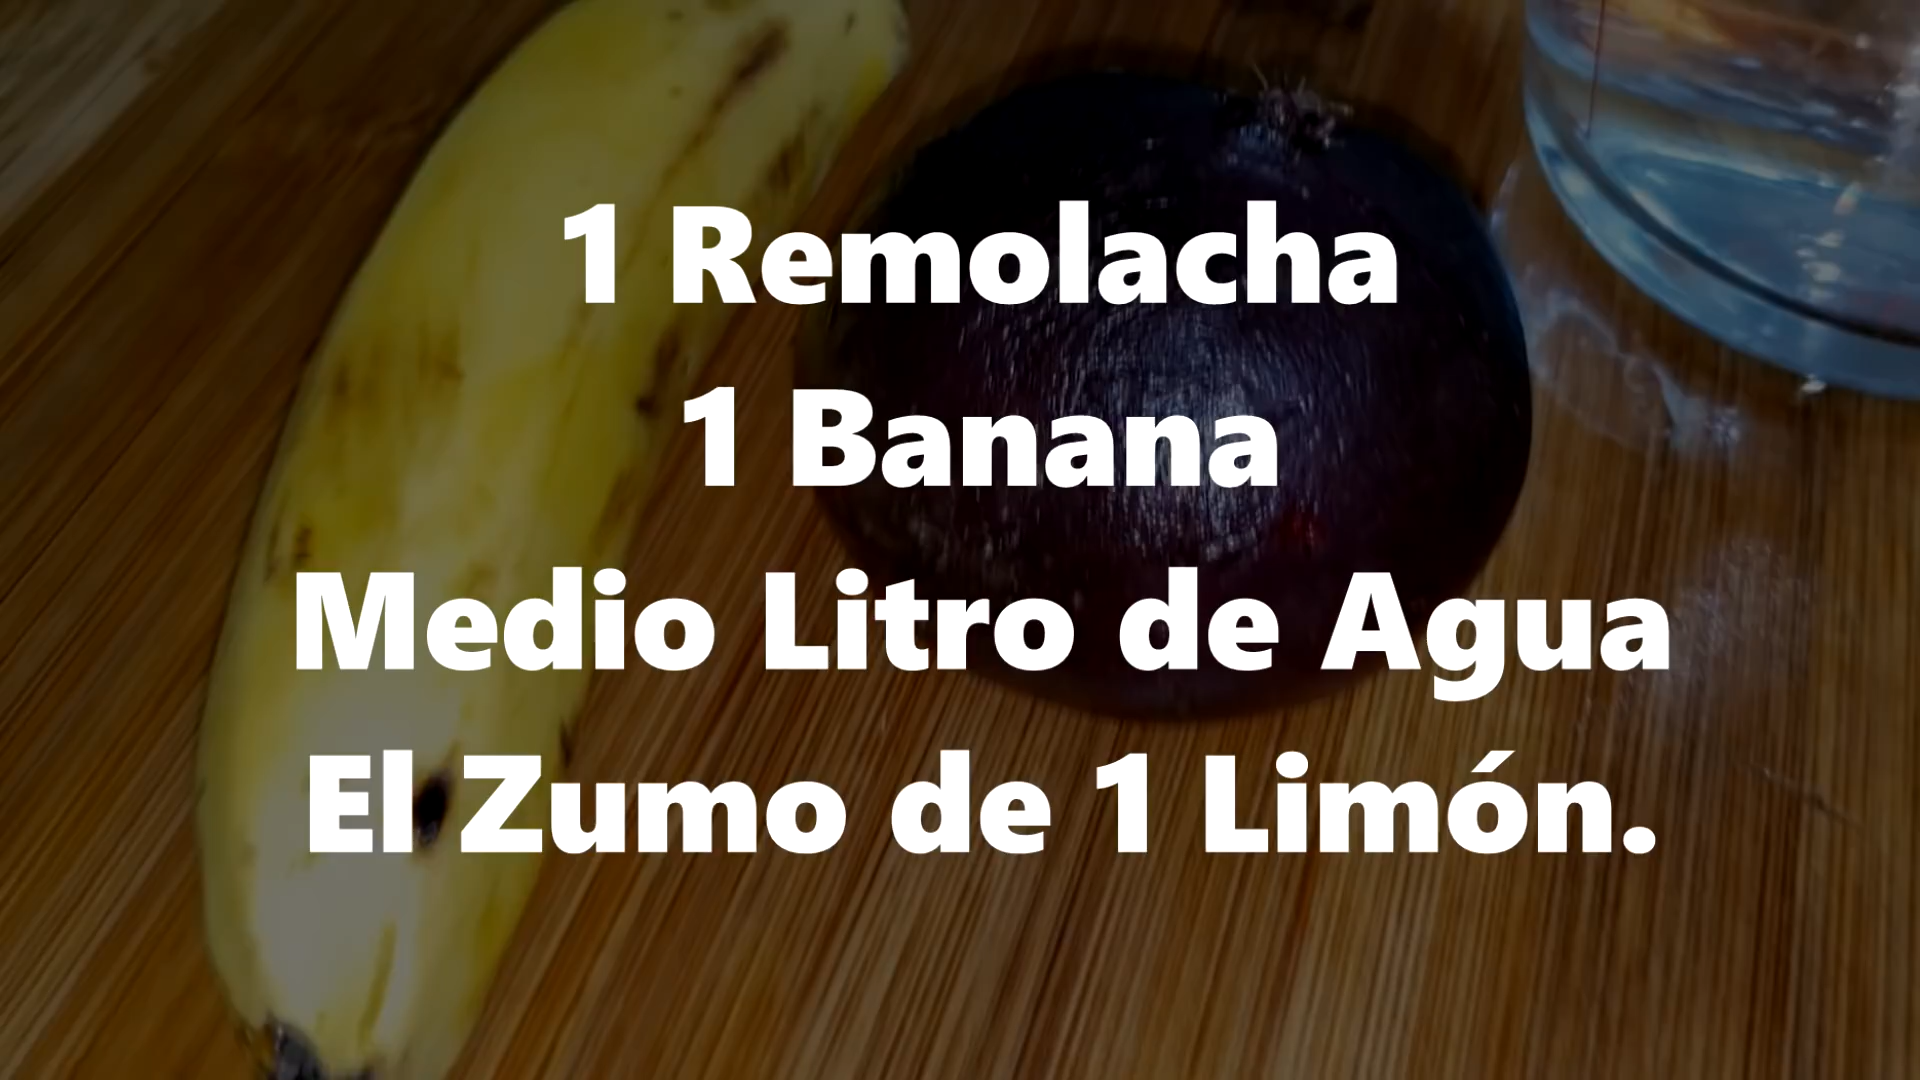 1 Remolacha
1 Banana
Medio Litro de Agua
El Zumo de 1 Limón.